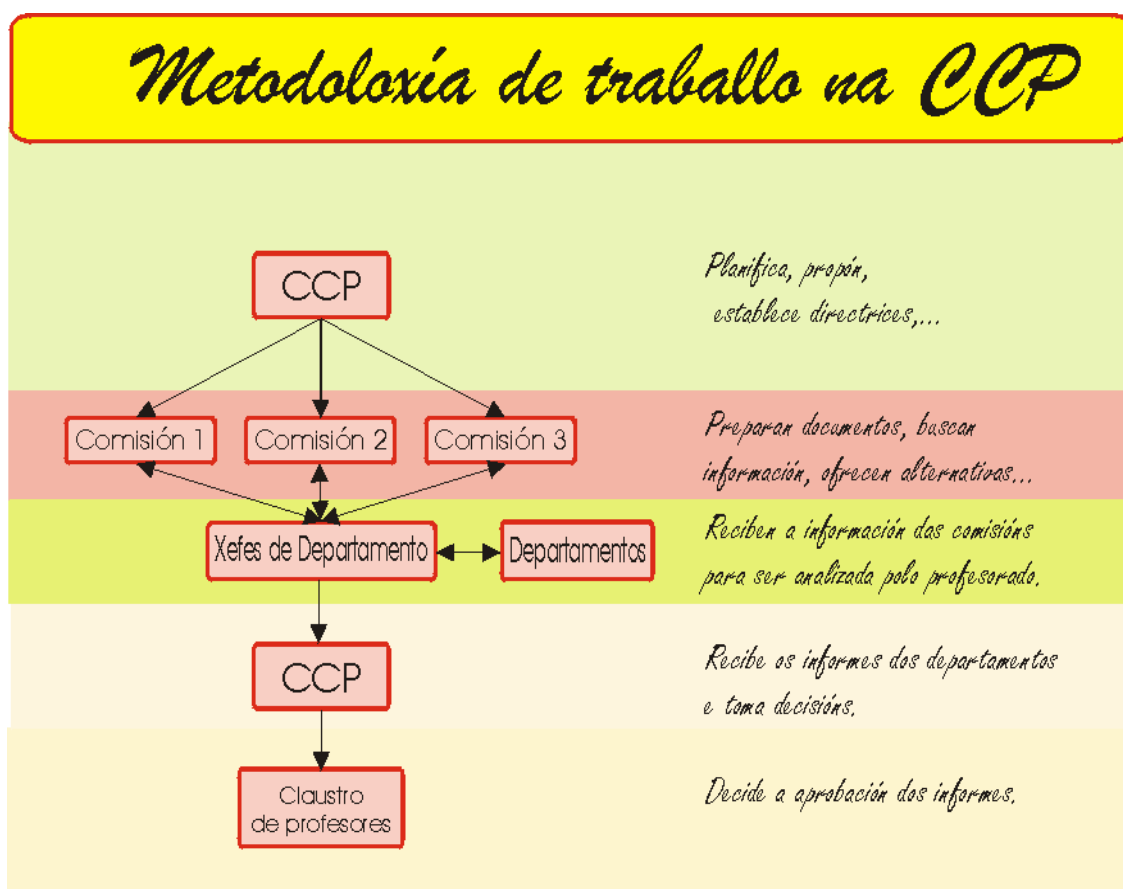 Metodoloxía de traballo na CCP
CCP
Planifica, propón,
establece directrices,...
Comisión 1
Comisión 2
Comisión 3
Preparan documentos, buscan
información, ofrecen alternativas...
Xefes de Departamento
Departamentos
Reciben a información das comisións
para ser analizada polo profesorado.
CCP
Recibe os informes dos departamentos
e toma decisións.
Claustro
de profesores
Decide a aprobación dos informes.